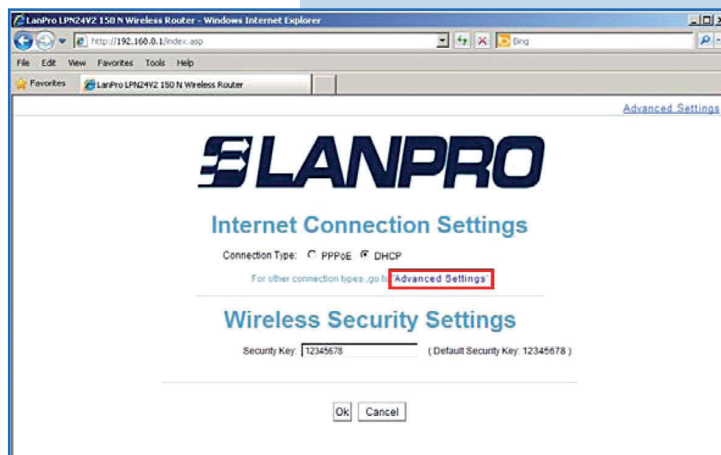 LanPro LPN24V2 150 N Wireless Router - Windows Internet Explorer
http://192.168.0.1/index.asp
Bing
File Edit View Favorites Tools Help
Favorites LanPro LPN24V2 150 N Wireless Router
Advanced Settings
LANPRO
Internet Connection Settings
Connection Type: PPPoE DHCP
For other connection types ,go to "Advanced Settings"
Wireless Security Settings
Security Key: 12345678 ( Default Security Key: 12345678 )
Ok Cancel